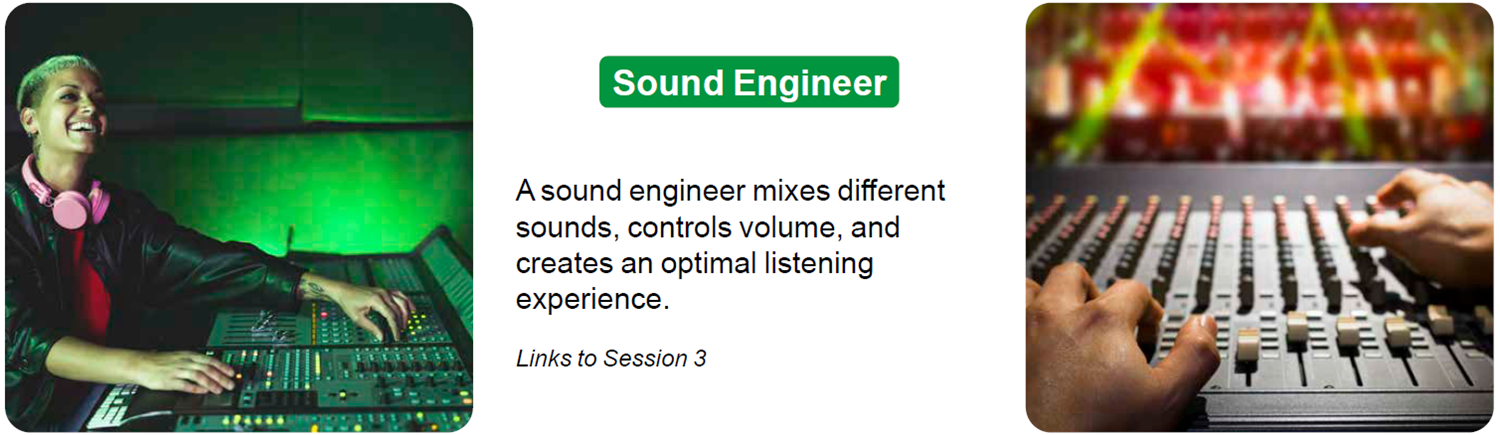 Sound Engineer
A sound engineer mixes different
sounds, controls volume, and
creates an optimal listening
experience.
Links to Session 3